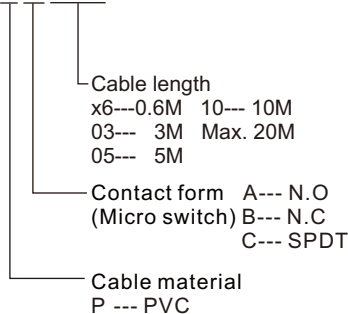 Cable length
x6---0.6M 10--- 10M
03--- 3M Max. 20M
05--- 5M
Contact form A--- N.O
(Micro switch) B--- N.C
C--- SPDT
Cable material
P --- PVC